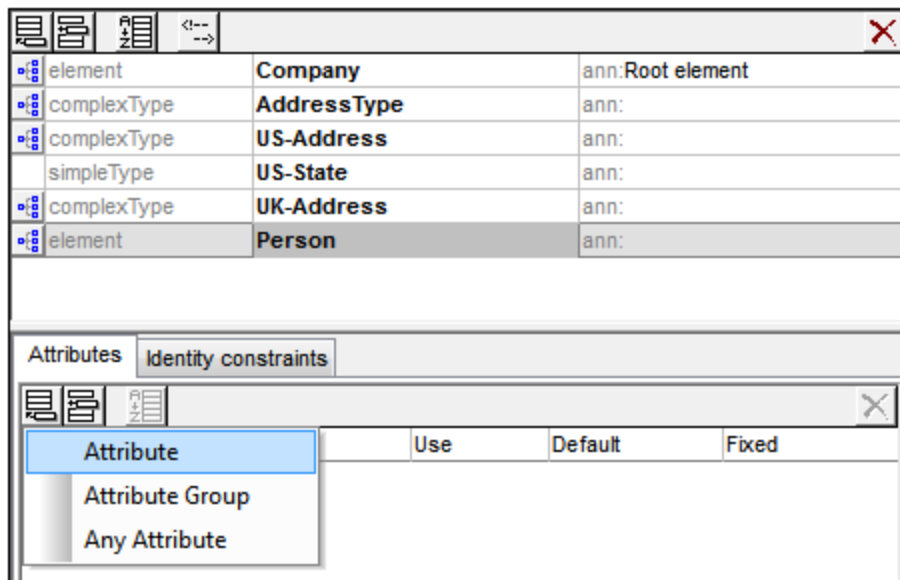 <!-- -->
element Company ann:Root element
complexType AddressType ann:
complexType US-Address ann:
simpleType US-State ann:
complexType UK-Address ann:
element Person ann:
Attributes Identity constraints
Use Default Fixed
Attribute
Attribute Group
Any Attribute